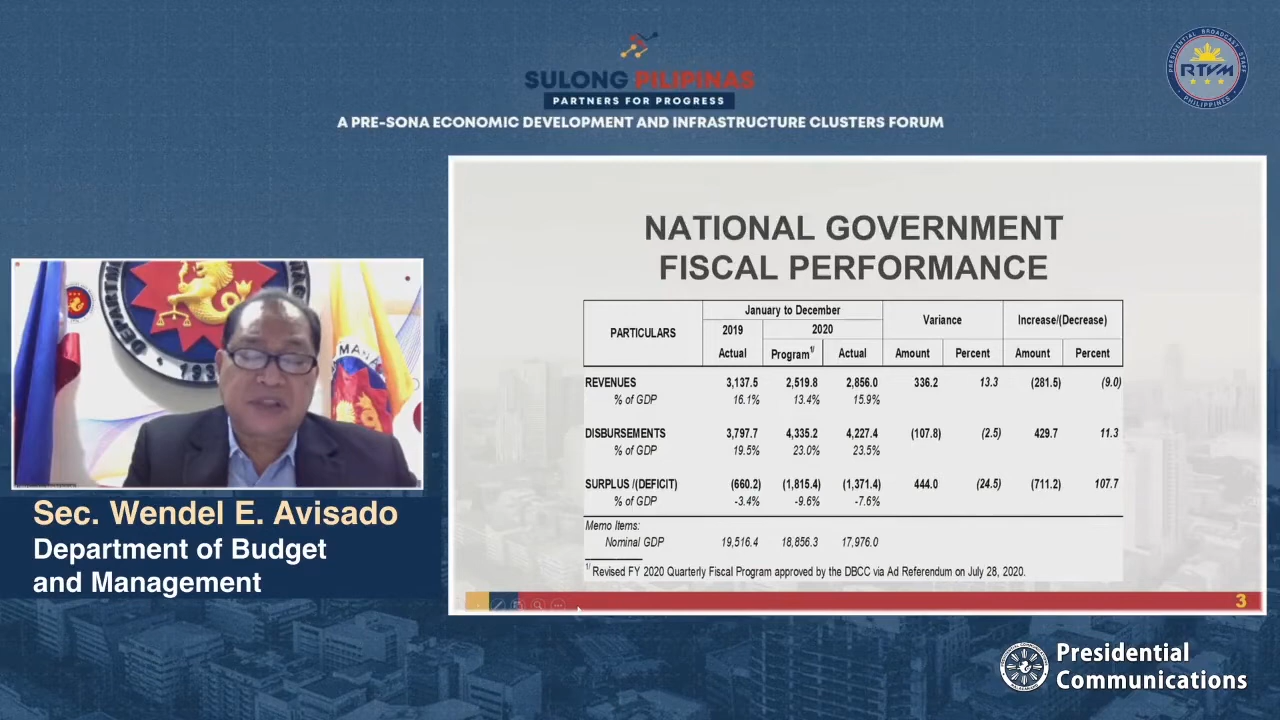 SULONG PILIPINAS
PARTNERS FOR PROGRESS
A PRE-SONA ECONOMIC DEVELOPMENT AND INFRASTRUCTURE CLUSTERS FORUM
PRESIDENTIAL BROADCAST STAFF
RTVM
PHILIPPINES
NATIONAL GOVERNMENT
FISCAL PERFORMANCE
PARTICULARS January to December Variance Increase/(Decrease)
2019 2020
Actual Program1/ Actual Amount Percent Amount Percent
REVENUES 3,137.5 2,519.8 2,856.0 336.2 13.3 (281.5) (9.0)
% of GDP 16.1% 13.4% 15.9%
DISBURSEMENTS 3,797.7 4,335.2 4,227.4 (107.8) (2.5) 429.7 11.3
% of GDP 19.5% 23.0% 23.5%
SURPLUS /(DEFICIT) (660.2) (1,815.4) (1,371.4) 444.0 (24.5) (711.2) 107.7
% of GDP -3.4% -9.6% -7.6%
Memo Items:
Nominal GDP 19,516.4 18,856.3 17,976.0
1/ Revised FY 2020 Quarterly Fiscal Program approved by the DBCC via Ad Referendum on July 28, 2020.
3
Sec. Wendel E. Avisado
Department of Budget
and Management
Presidential
Communications